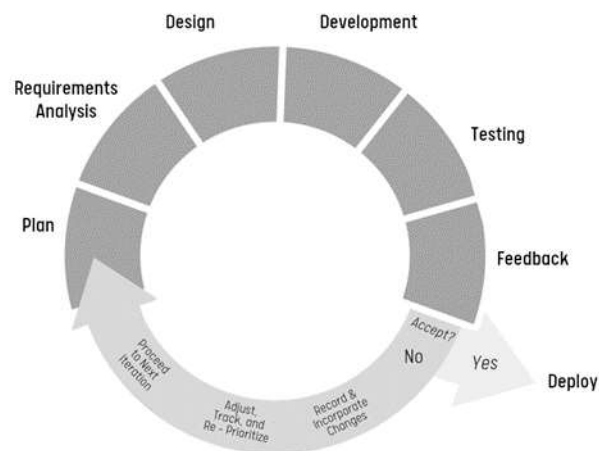 Design
Development
Requirements
Analysis
Testing
Plan
Feedback
Accept?
No
Yes
Deploy
Record &
Incorporate
Changes
Adjust,
Track, and
Re - Prioritize
Proceed
to Next
Iteration